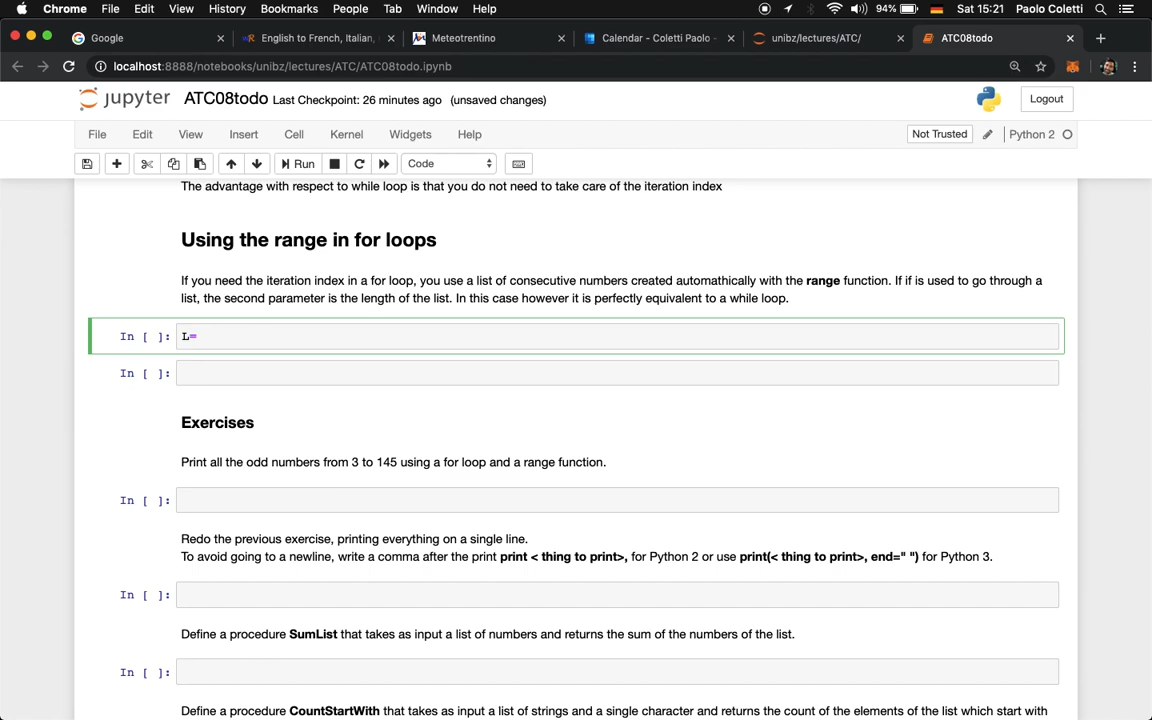 Chrome File Edit View History Bookmarks People Tab Window Help 94% Sat 15:21 Paolo Coletti
Google English to French, Italian, Meteotrentino Calendar - Coletti Paolo - unibz/lectures/ATC/ ATC08todo
localhost:8888/notebooks/unibz/lectures/ATC/ATC08todo.ipynb
jupyter ATC08todo Last Checkpoint: 26 minutes ago (unsaved changes) Logout
File Edit View Insert Cell Kernel Widgets Help Not Trusted Python 2
Run Code
The advantage with respect to while loop is that you do not need to take care of the iteration index
Using the range in for loops
If you need the iteration index in a for loop, you use a list of consecutive numbers created automathically with the range function. If if is used to go through a
list, the second parameter is the length of the list. In this case however it is perfectly equivalent to a while loop.
In [ ]: L=
In [ ]:
Exercises
Print all the odd numbers from 3 to 145 using a for loop and a range function.
In [ ]:
Redo the previous exercise, printing everything on a single line.
To avoid going to a newline, write a comma after the print print < thing to print>, for Python 2 or use print(< thing to print>, end=" ") for Python 3.
In [ ]:
Define a procedure SumList that takes as input a list of numbers and returns the sum of the numbers of the list.
In [ ]:
Define a procedure CountStartWith that takes as input a list of strings and a single character and returns the count of the elements of the list which start with